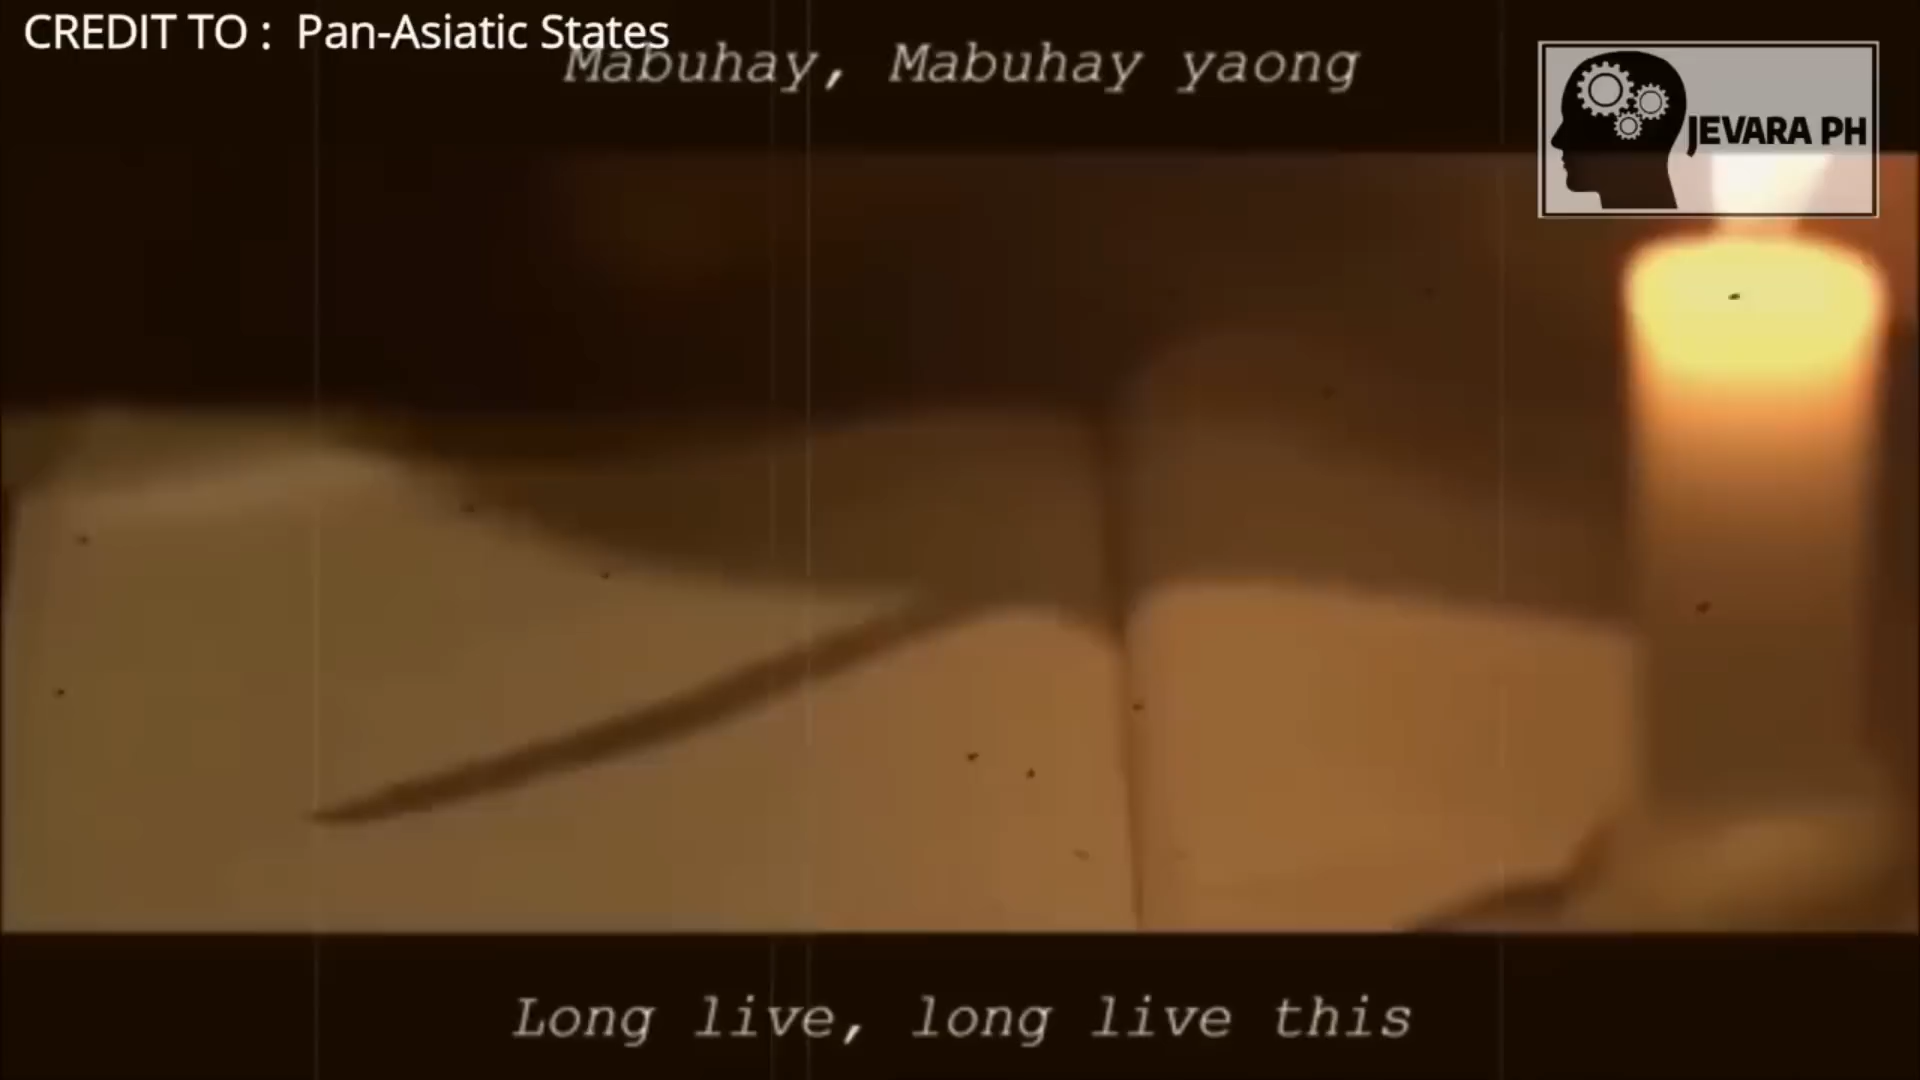 CREDIT TO : Pan-Asiatic States
Mabuhay, Mabuhay yaong
JEVARA PH
Long live, long live this